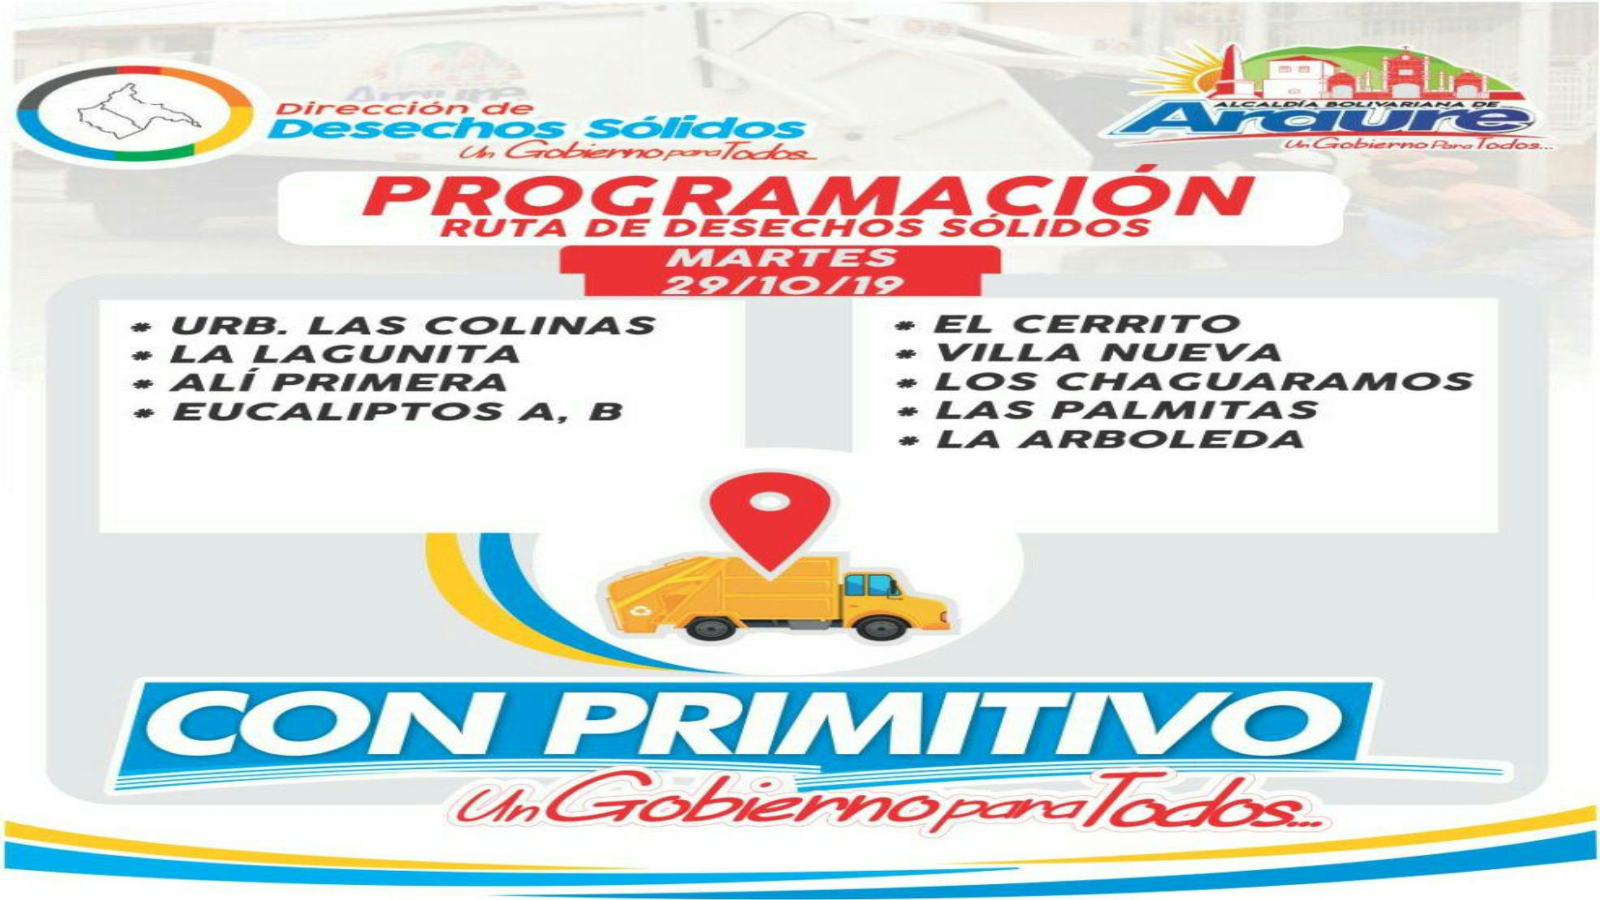 Dirección de
Desechos Sólidos
Un Gobierno para Todos...
ALCALDÍA BOLIVARIANA DE
Araure
Un Gobierno Para Todos...
PROGRAMACIÓN
RUTA DE DESECHOS SÓLIDOS
MARTES
29/10/19
* URB. LAS COLINAS
* LA LAGUNITA
* ALÍ PRIMERA
* EUCALIPTOS A, B
* EL CERRITO
* VILLA NUEVA
* LOS CHAGUARAMOS
* LAS PALMITAS
* LA ARBOLEDA
CON PRIMITIVO
Un Gobierno para Todos...